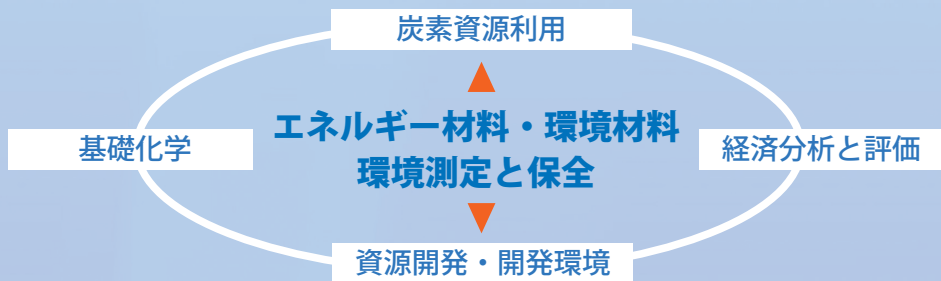 炭素資源利用
エネルギー材料・環境材料
基礎化学
経済分析と評価
環境測定と保全
資源開発・開発環境